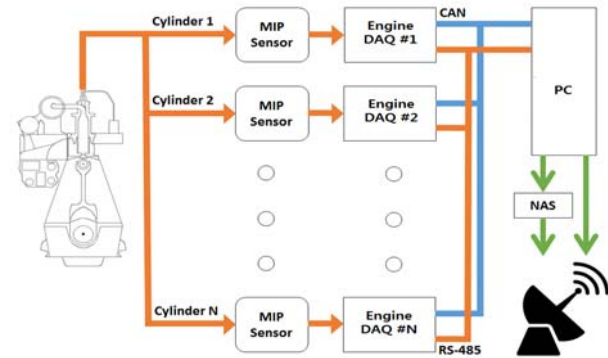 Cylinder 1
MIP
Sensor
Engine
DAQ #1
CAN
PC
Cylinder 2
MIP
Sensor
Engine
DAQ #2
NAS
Cylinder N
MIP
Sensor
Engine
DAQ #N
RS-485